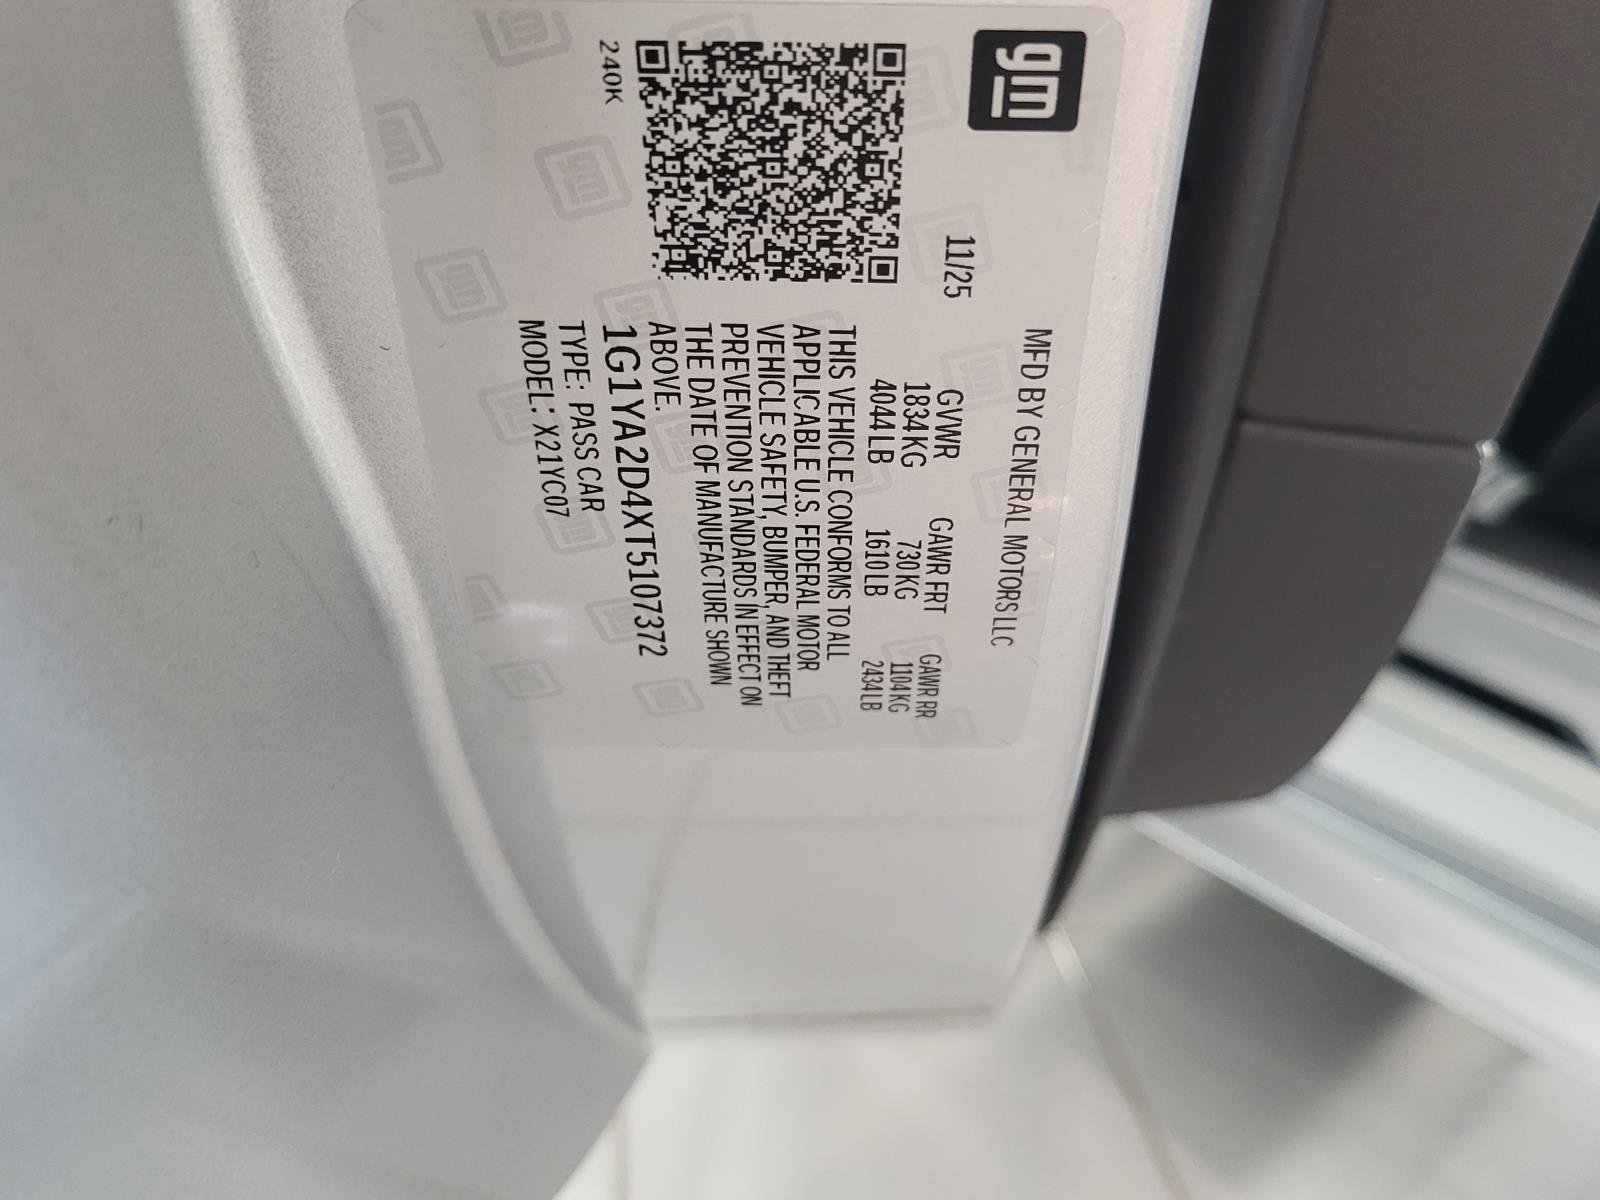 gm
MFD BY GENERAL MOTORS LLC
11/25
GVWR GAWR FRT GAWR RR
1834KG 730KG 1104KG
4044LB 1610LB 2434LB
THIS VEHICLE CONFORMS TO ALL
APPLICABLE U.S. FEDERAL MOTOR
VEHICLE SAFETY, BUMPER, AND THEFT
PREVENTION STANDARDS IN EFFECT ON
THE DATE OF MANUFACTURE SHOWN
ABOVE.
240K
1G1YA2D4XT5107372
TYPE: PASS CAR
MODEL: X21YC07